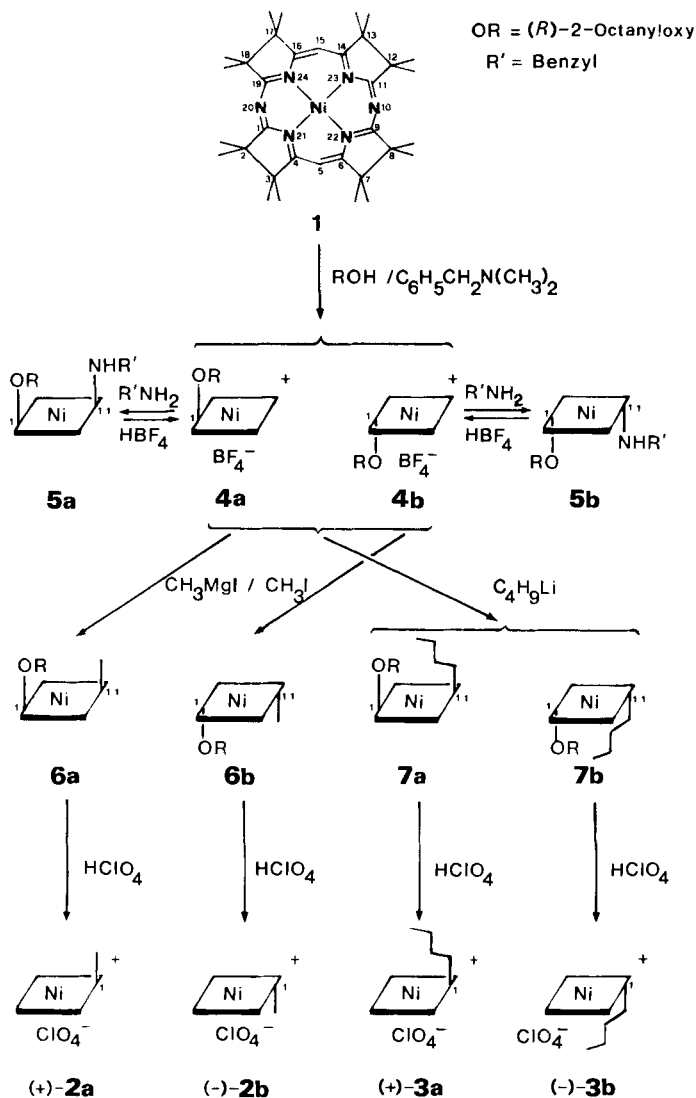 OR = (R)-2-Octanyloxy
R' = Benzyl
17 16 15 14 13
18 12
19 N 24 23 N 11
20 N Ni N 10
1 N 21 22 N 9
2 8
3 4 5 6 7
1
ROH /C6H5CH2N(CH3)2
OR NHR' Ni 1 11
R'NH2
HBF4
OR + Ni 1 BF4−
+ Ni 1 RO BF4−
R'NH2
HBF4
1 Ni 11 RO NHR'
5a 4a 4b 5b
CH3MgI / CH3I
C4H9Li
OR Ni 1 11
1 Ni 11 OR
OR Ni 1 11
1 Ni 11 OR
6a 6b 7a 7b
HClO4 HClO4 HClO4 HClO4
Ni + 1 ClO4−
Ni + 1 ClO4−
Ni + 1 ClO4−
Ni + 1 ClO4−
(+)-2a (-)-2b (+)-3a (-)-3b